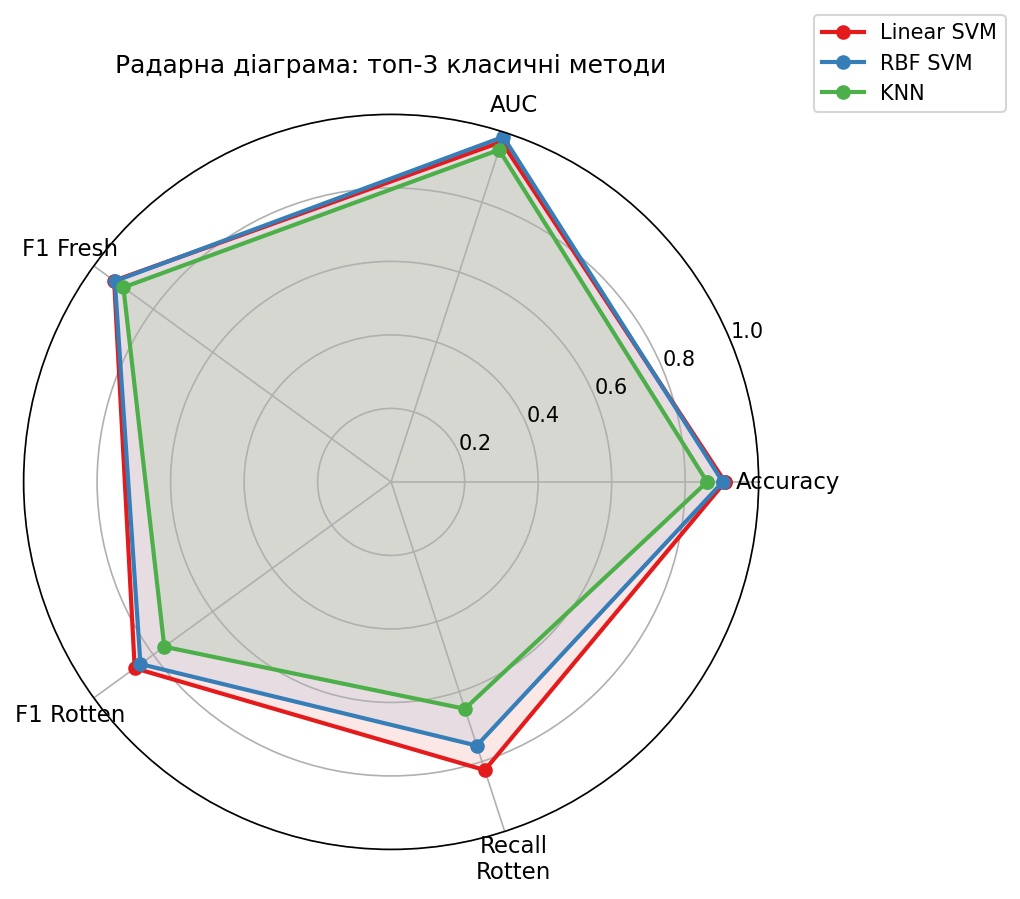 Linear SVM
RBF SVM
KNN
Радарна діаграма: топ-3 класичні методи
AUC
F1 Fresh
1.0
0.8
0.6
0.4
0.2
Accuracy
F1 Rotten
Recall
Rotten